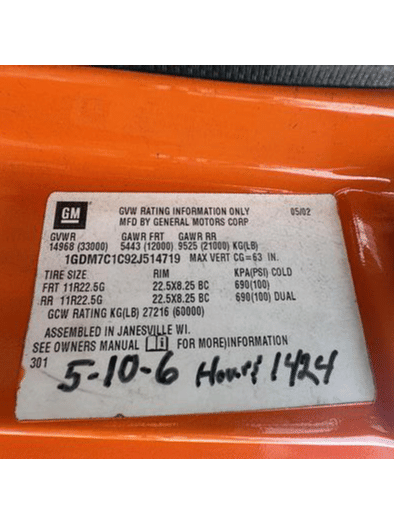 GM GVW RATING INFORMATION ONLY 05/02
MFD BY GENERAL MOTORS CORP
GVWR GAWR FRT GAWR RR
14968 (33000) 5443 (12000) 9525 (21000) KG(LB)
1GDM7C1C92J514719 MAX VERT CG=63 IN.
TIRE SIZE RIM KPA(PSI) COLD
FRT 11R22.5G 22.5X8.25 BC 690(100)
RR 11R22.5G 22.5X8.25 BC 690(100) DUAL
GCW RATING KG(LB) 27216 (60000)
ASSEMBLED IN JANESVILLE WI.
SEE OWNERS MANUAL FOR MORE)INFORMATION
301
5-10-6 Hours 1424